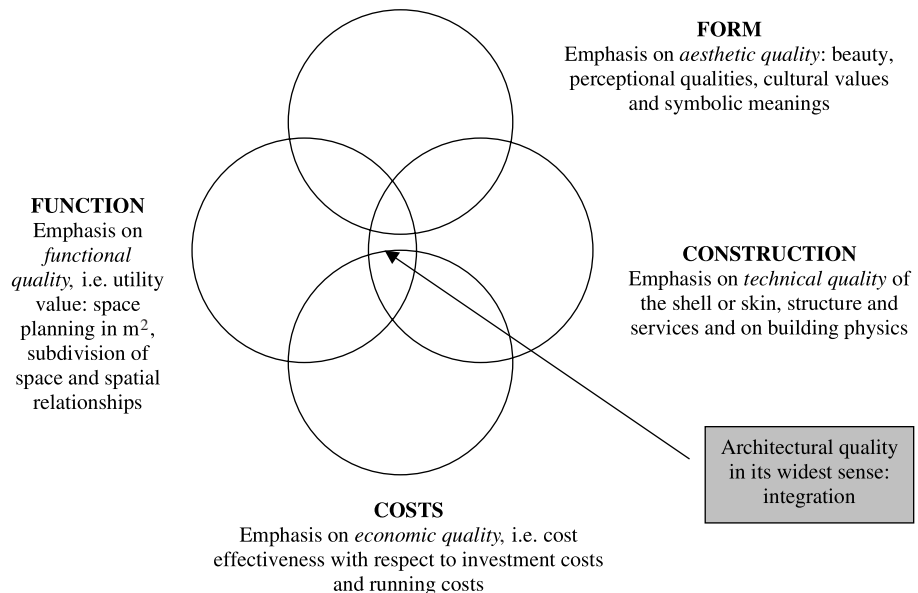 FORM
Emphasis on aesthetic quality: beauty,
perceptional qualities, cultural values
and symbolic meanings
FUNCTION
Emphasis on
functional
quality, i.e. utility
value: space
planning in m²,
subdivision of
space and spatial
relationships
CONSTRUCTION
Emphasis on technical quality of
the shell or skin, structure and
services and on building physics
Architectural quality
in its widest sense:
integration
COSTS
Emphasis on economic quality, i.e. cost
effectiveness with respect to investment costs
and running costs